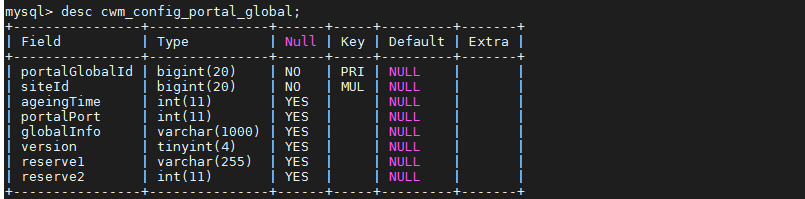 mysql> desc cwm_config_portal_global;
+----------------+---------------+------+-----+---------+-------+
| Field          | Type          | Null | Key | Default | Extra |
+----------------+---------------+------+-----+---------+-------+
| portalGlobalId | bigint(20)    | NO   | PRI | NULL    |       |
| siteId         | bigint(20)    | NO   | MUL | NULL    |       |
| ageingTime     | int(11)       | YES  |     | NULL    |       |
| portalPort     | int(11)       | YES  |     | NULL    |       |
| globalInfo     | varchar(1000) | YES  |     | NULL    |       |
| version        | tinyint(4)    | YES  |     | NULL    |       |
| reserve1       | varchar(255)  | YES  |     | NULL    |       |
| reserve2       | int(11)       | YES  |     | NULL    |       |
+----------------+---------------+------+-----+---------+-------+